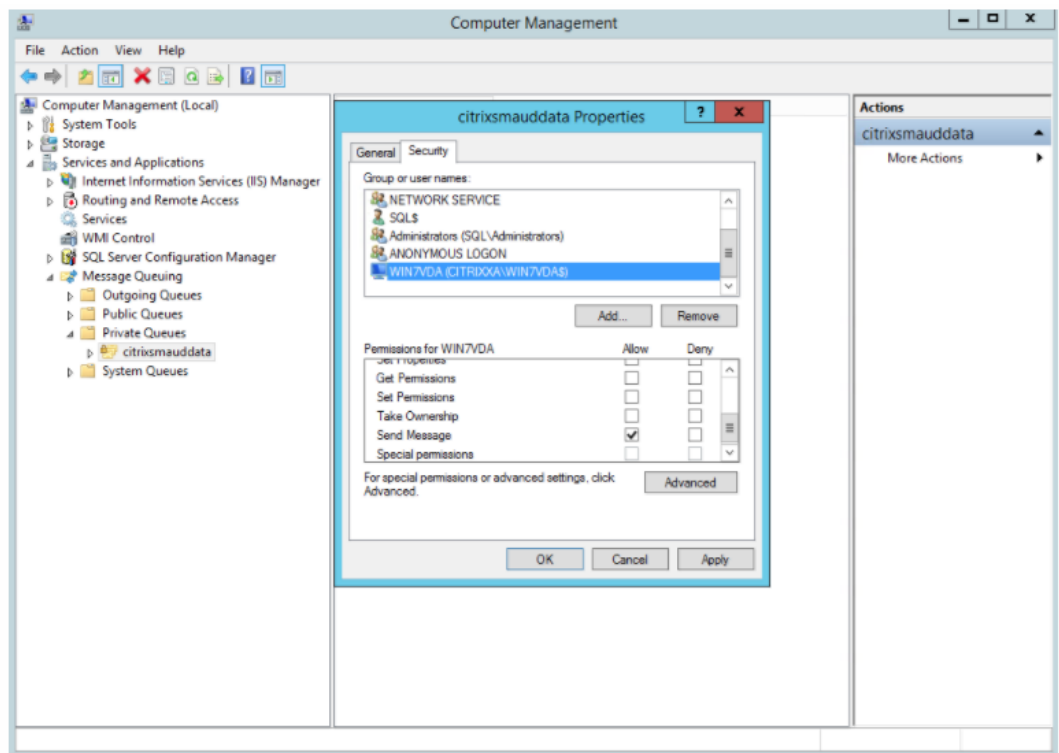 Computer Management
File Action View Help
Computer Management (Local)
System Tools
Storage
Services and Applications
Internet Information Services (IIS) Manager
Routing and Remote Access
Services
WMI Control
SQL Server Configuration Manager
Message Queuing
Outgoing Queues
Public Queues
Private Queues
citrixsmauddata
System Queues
citrixsmauddata Properties
? x
General Security
Group or user names:
NETWORK SERVICE
SQL$
Administrators (SQL\Administrators)
ANONYMOUS LOGON
WIN7VDA (CITRIXXA\WIN7VDA$)
Add... Remove
Permissions for WIN7VDA Allow Deny
Set Properties
Get Permissions
Set Permissions
Take Ownership
Send Message
Special permissions
For special permissions or advanced settings, click
Advanced.
Advanced
OK Cancel Apply
Actions
citrixsmauddata
More Actions